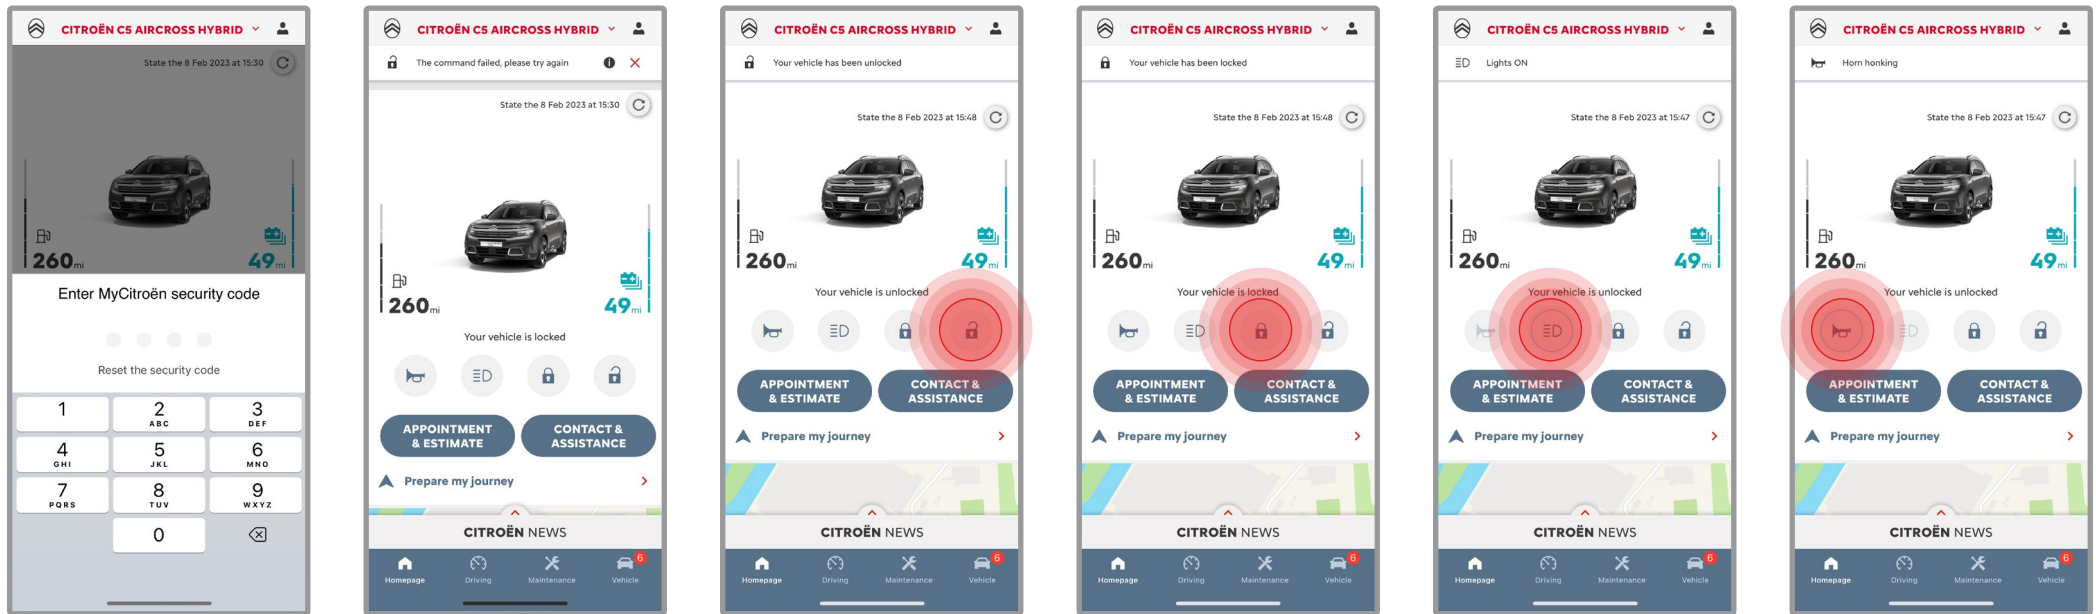 CITROËN C5 AIRCROSS HYBRID
State the 8 Feb 2023 at 15:30
260mi
49mi
Enter MyCitroën security code
Reset the security code
1
2
ABC
3
DEF
4
GHI
5
JKL
6
MNO
7
PQRS
8
TUV
9
WXYZ
0
CITROËN C5 AIRCROSS HYBRID
The command failed, please try again
State the 8 Feb 2023 at 15:30
260mi
49mi
Your vehicle is locked
APPOINTMENT
& ESTIMATE
CONTACT &
ASSISTANCE
Prepare my journey
CITROËN NEWS
6
Homepage
Driving
Maintenance
Vehicle
CITROËN C5 AIRCROSS HYBRID
Your vehicle has been unlocked
State the 8 Feb 2023 at 15:48
260mi
49mi
Your vehicle is unlocked
APPOINTMENT
& ESTIMATE
CONTACT &
ASSISTANCE
Prepare my journey
CITROËN NEWS
6
Homepage
Driving
Maintenance
Vehicle
CITROËN C5 AIRCROSS HYBRID
Your vehicle has been locked
State the 8 Feb 2023 at 15:48
260mi
49mi
Your vehicle is locked
APPOINTMENT
& ESTIMATE
CONTACT &
ASSISTANCE
Prepare my journey
CITROËN NEWS
6
Homepage
Driving
Maintenance
Vehicle
CITROËN C5 AIRCROSS HYBRID
Lights ON
State the 8 Feb 2023 at 15:47
260mi
49mi
Your vehicle is unlocked
APPOINTMENT
& ESTIMATE
CONTACT &
ASSISTANCE
Prepare my journey
CITROËN NEWS
6
Homepage
Driving
Maintenance
Vehicle
CITROËN C5 AIRCROSS HYBRID
Horn honking
State the 8 Feb 2023 at 15:47
260mi
49mi
Your vehicle is unlocked
APPOINTMENT
& ESTIMATE
CONTACT &
ASSISTANCE
Prepare my journey
CITROËN NEWS
6
Homepage
Driving
Maintenance
Vehicle